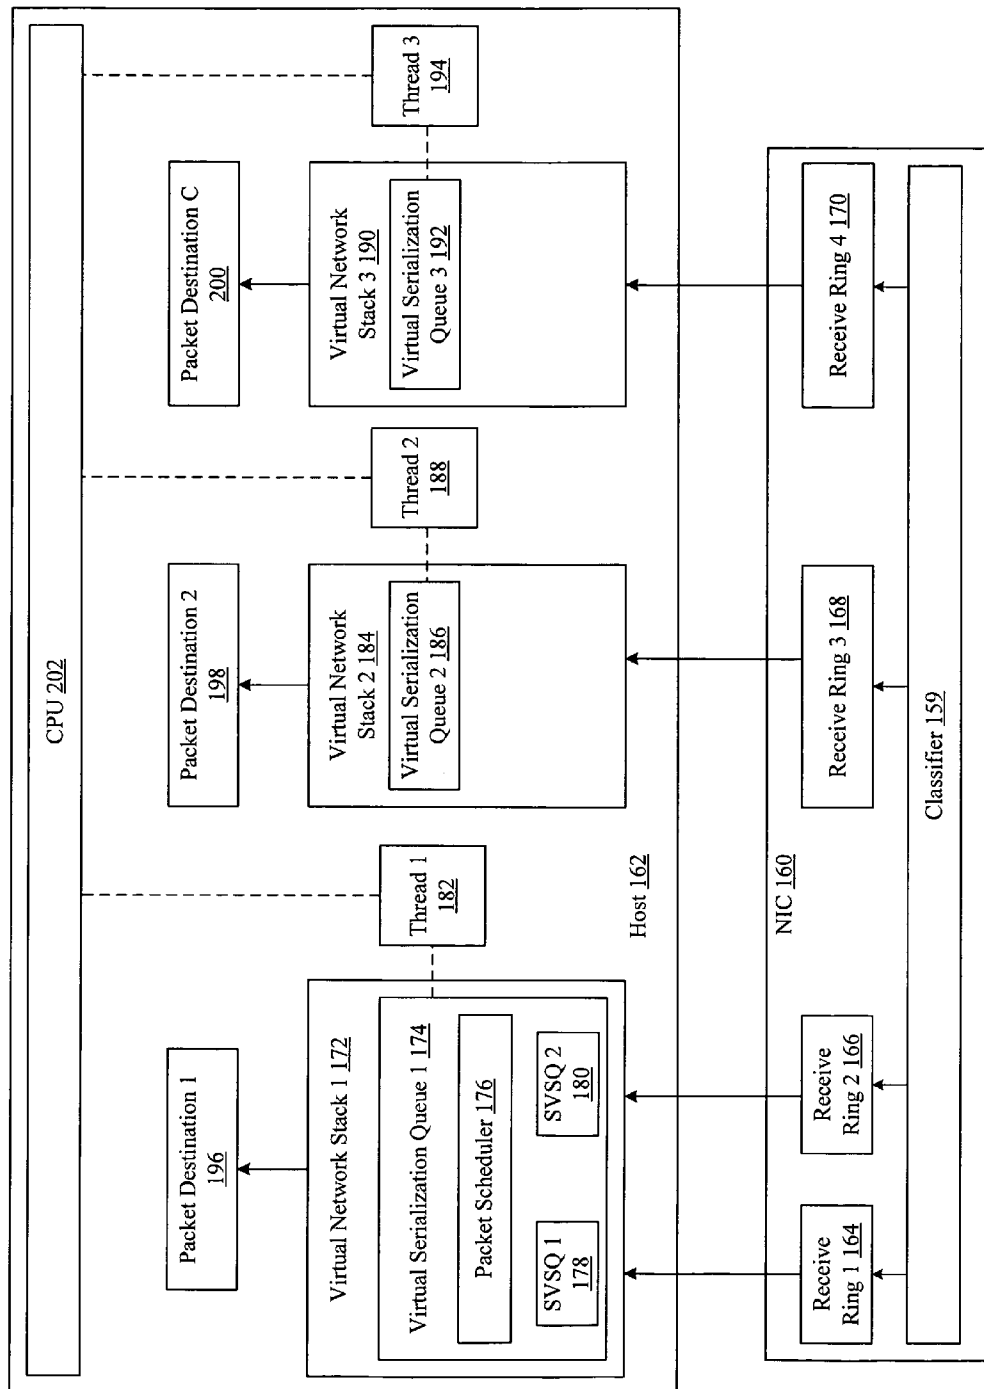 CPU 202
Packet Destination 1
196
Packet Destination 2
198
Packet Destination C
200
Virtual Network Stack 1 172
Virtual Serialization Queue 1 174
Packet Scheduler 176
SVSQ 1
178
SVSQ 2
180
Thread 1
182
Virtual Network
Stack 2 184
Virtual Serialization
Queue 2 186
Thread 2
188
Virtual Network
Stack 3 190
Virtual Serialization
Queue 3 192
Thread 3
194
Host 162
NIC 160
Receive
Ring 1 164
Receive
Ring 2 166
Receive Ring 3 168
Receive Ring 4 170
Classifier 159